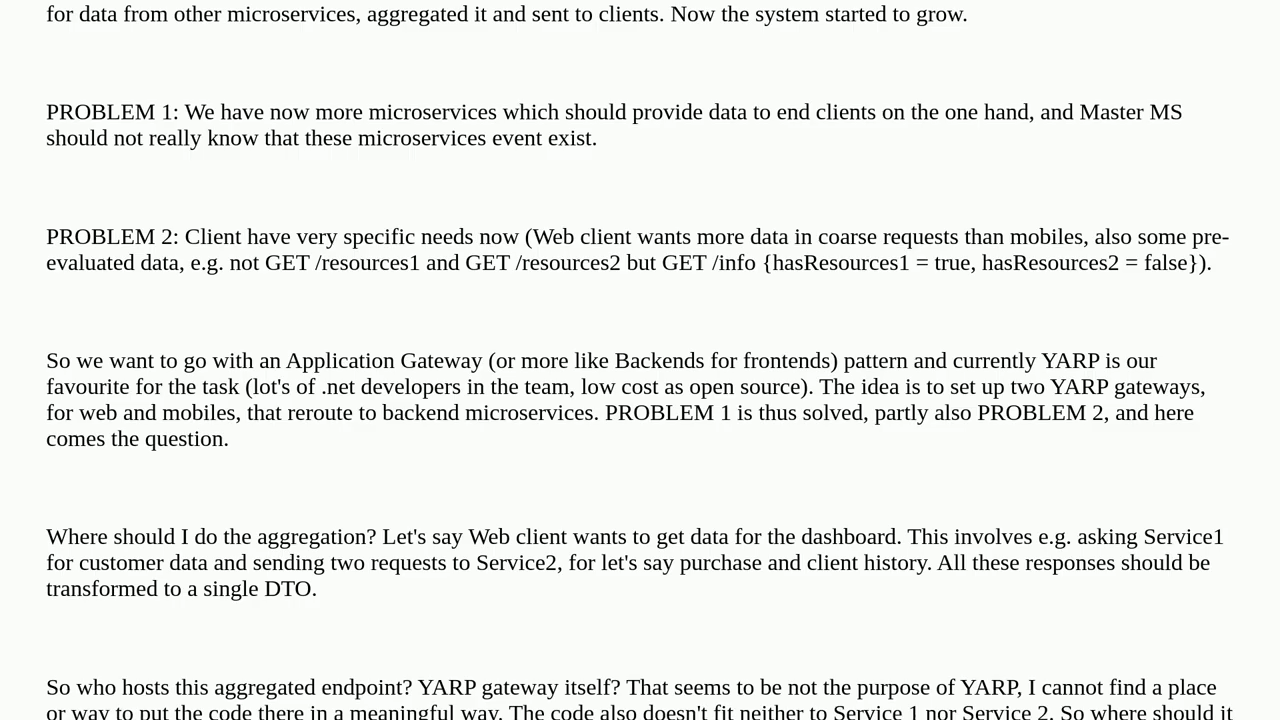 for data from other microservices, aggregated it and sent to clients. Now the system started to grow.
PROBLEM 1: We have now more microservices which should provide data to end clients on the one hand, and Master MS
should not really know that these microservices event exist.
PROBLEM 2: Client have very specific needs now (Web client wants more data in coarse requests than mobiles, also some pre-
evaluated data, e.g. not GET /resources1 and GET /resources2 but GET /info {hasResources1 = true, hasResources2 = false}).
So we want to go with an Application Gateway (or more like Backends for frontends) pattern and currently YARP is our
favourite for the task (lot's of .net developers in the team, low cost as open source). The idea is to set up two YARP gateways,
for web and mobiles, that reroute to backend microservices. PROBLEM 1 is thus solved, partly also PROBLEM 2, and here
comes the question.
Where should I do the aggregation? Let's say Web client wants to get data for the dashboard. This involves e.g. asking Service1
for customer data and sending two requests to Service2, for let's say purchase and client history. All these responses should be
transformed to a single DTO.
So who hosts this aggregated endpoint? YARP gateway itself? That seems to be not the purpose of YARP, I cannot find a place
or way to put the code there in a meaningful way. The code also doesn't fit neither to Service 1 nor Service 2. So where should it